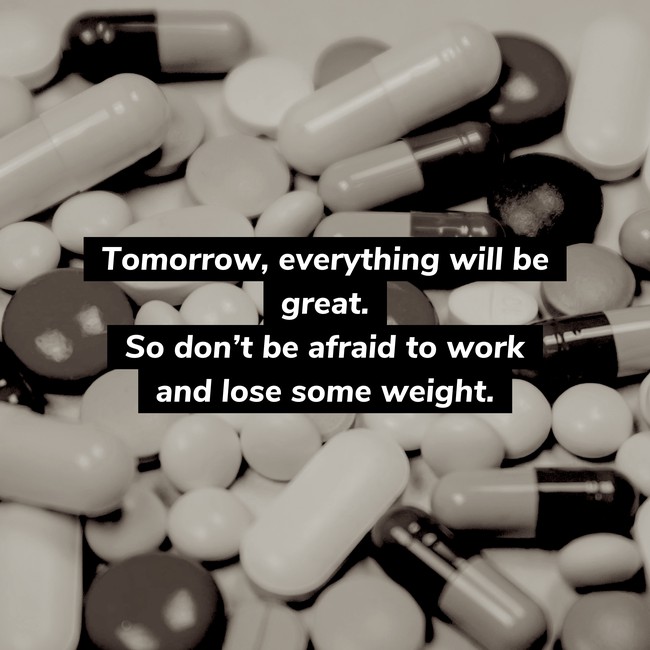 Tomorrow, everything will be
great.
So don't be afraid to work
and lose some weight.